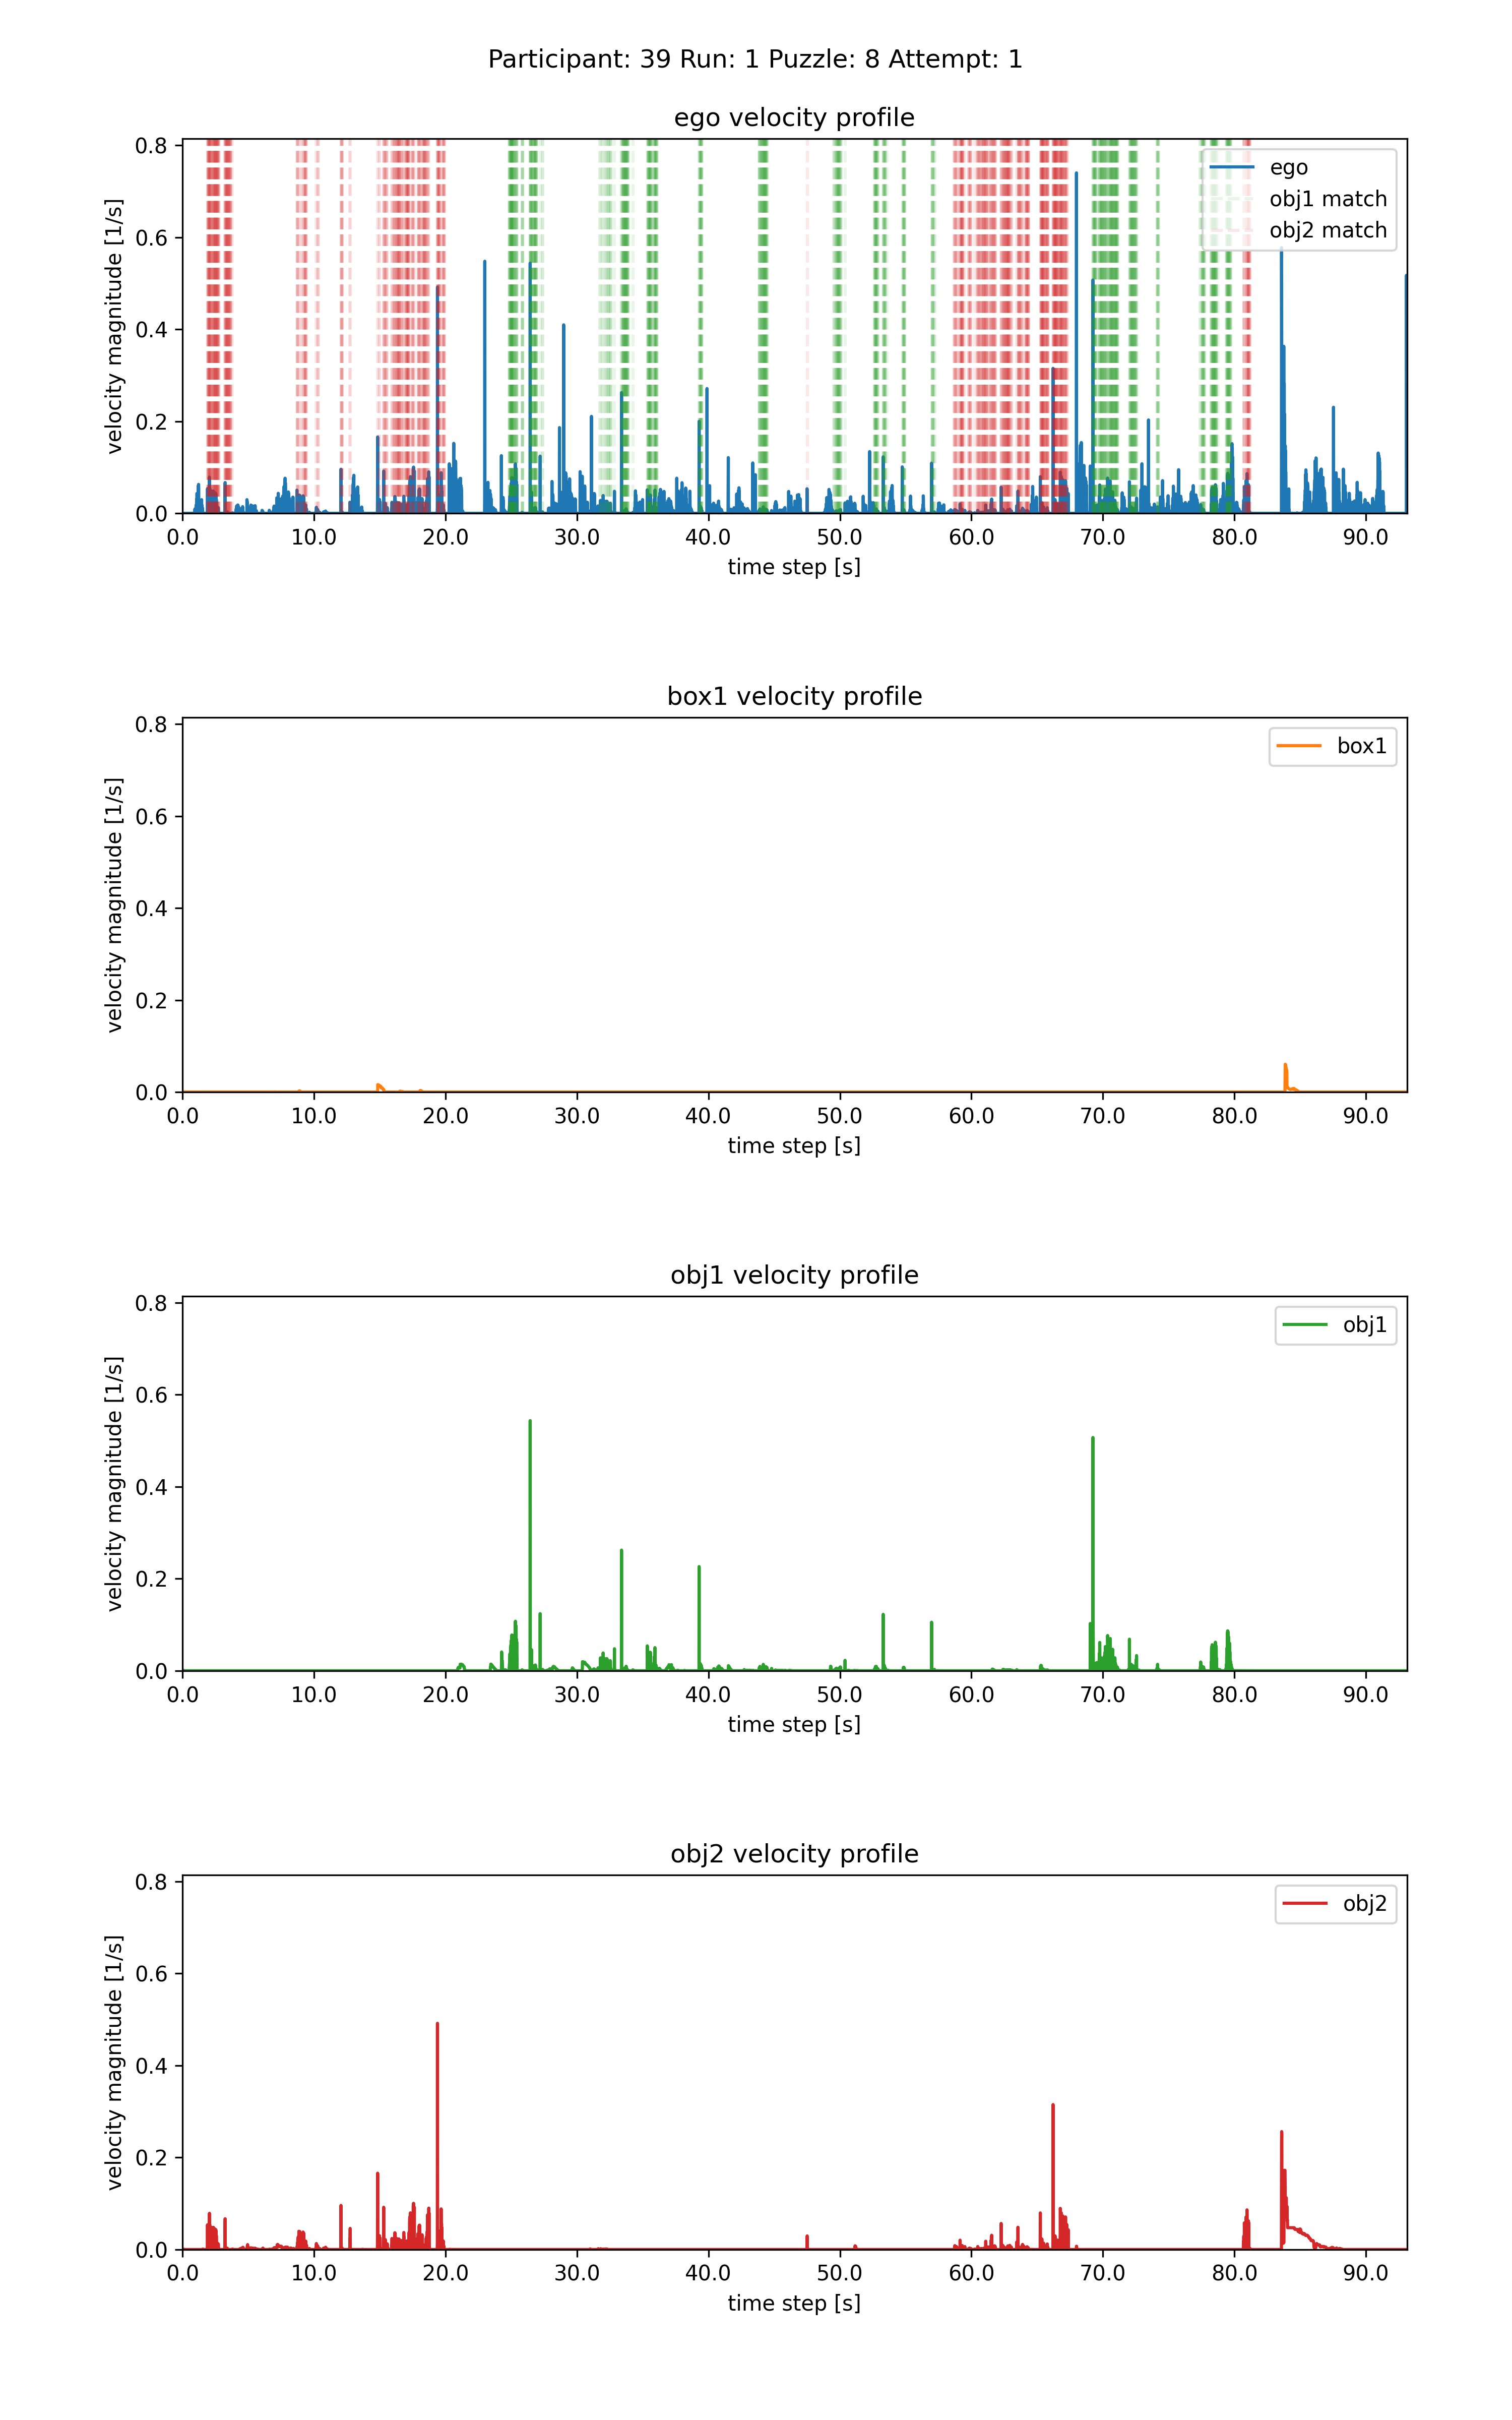 Participant: 39 Run: 1 Puzzle: 8 Attempt: 1
ego velocity profile
velocity magnitude [1/s]
0.8
0.6
0.4
0.2
0.0
ego
obj1 match
obj2 match
0.0 10.0 20.0 30.0 40.0 50.0 60.0 70.0 80.0 90.0
time step [s]
box1 velocity profile
velocity magnitude [1/s]
0.8
0.6
0.4
0.2
0.0
box1
0.0 10.0 20.0 30.0 40.0 50.0 60.0 70.0 80.0 90.0
time step [s]
obj1 velocity profile
velocity magnitude [1/s]
0.8
0.6
0.4
0.2
0.0
obj1
0.0 10.0 20.0 30.0 40.0 50.0 60.0 70.0 80.0 90.0
time step [s]
obj2 velocity profile
velocity magnitude [1/s]
0.8
0.6
0.4
0.2
0.0
obj2
0.0 10.0 20.0 30.0 40.0 50.0 60.0 70.0 80.0 90.0
time step [s]